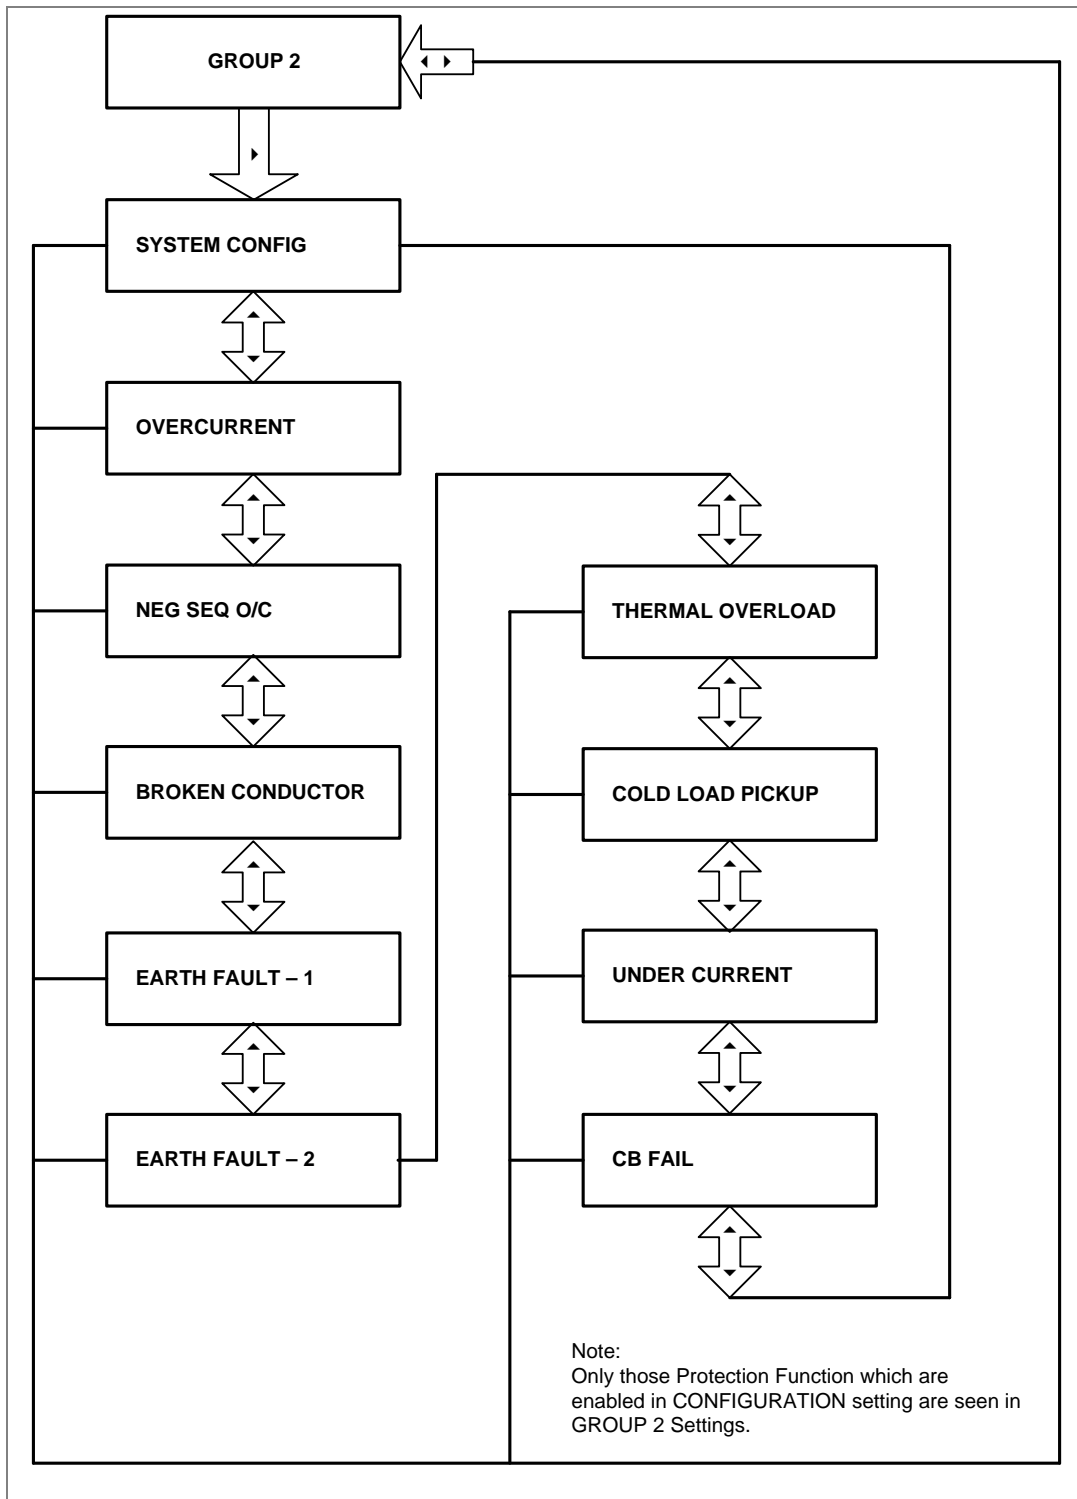 GROUP 2
SYSTEM CONFIG
OVERCURRENT
NEG SEQ O/C
BROKEN CONDUCTOR
EARTH FAULT – 1
EARTH FAULT – 2
THERMAL OVERLOAD
COLD LOAD PICKUP
UNDER CURRENT
CB FAIL
Note:
Only those Protection Function which are
enabled in CONFIGURATION setting are seen in
GROUP 2 Settings.